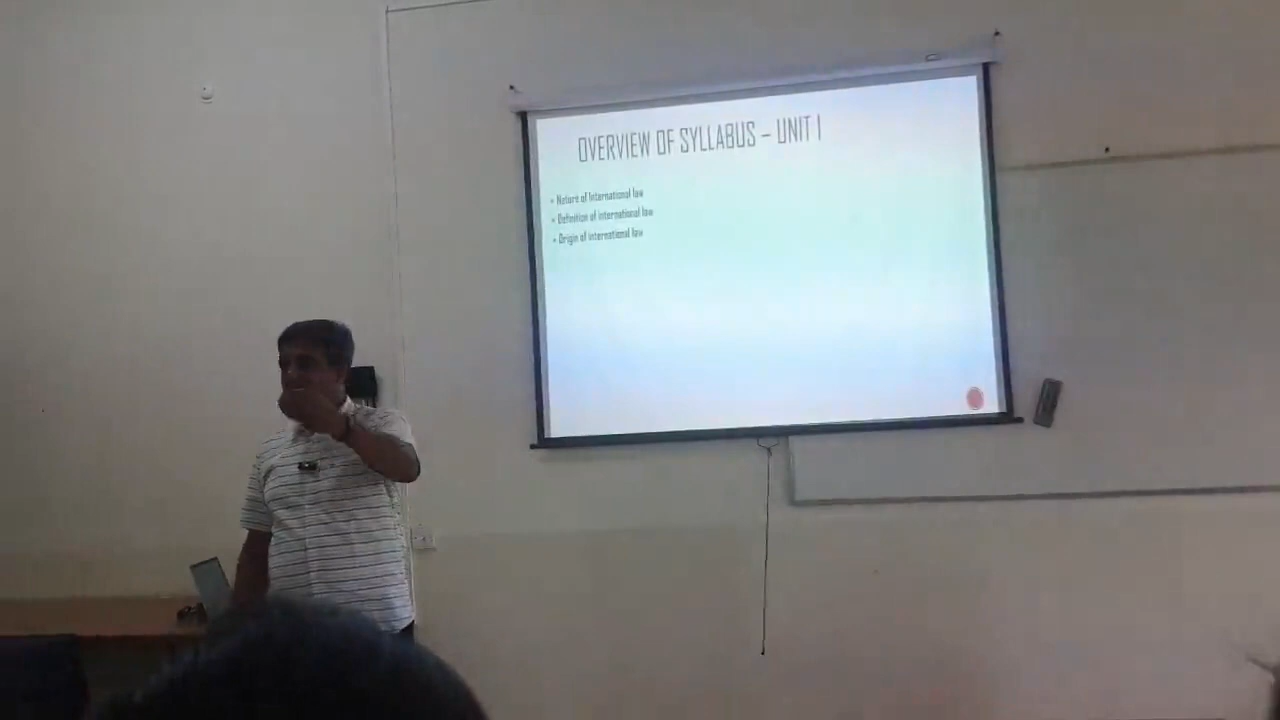 OVERVIEW OF SYLLABUS – UNIT I
• Nature of International law
• Definition of international law
• Origin of international law